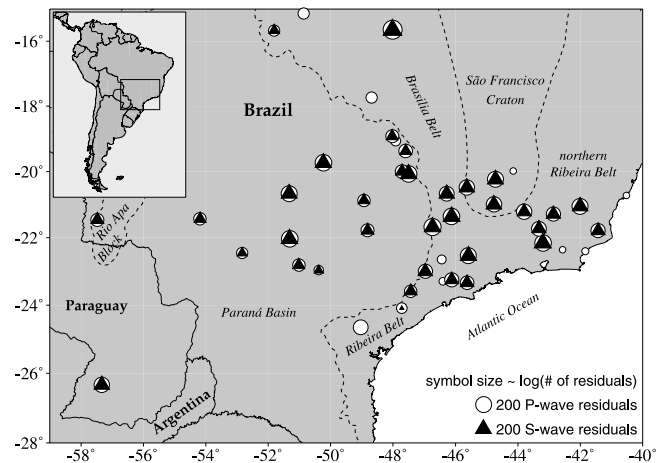 -16°
-18°
-20°
-22°
-24°
-26°
-28°
Brazil
Brasília Belt
São Francisco
Craton
northern
Ribeira Belt
Rio Apa
Block
Paraguay
Paraná Basin
Ribeira Belt
Atlantic Ocean
Argentina
symbol size ~ log(# of residuals)
200 P-wave residuals
200 S-wave residuals
-58 -56 -54 -52 -50 -48 -46 -44 -42 -40°